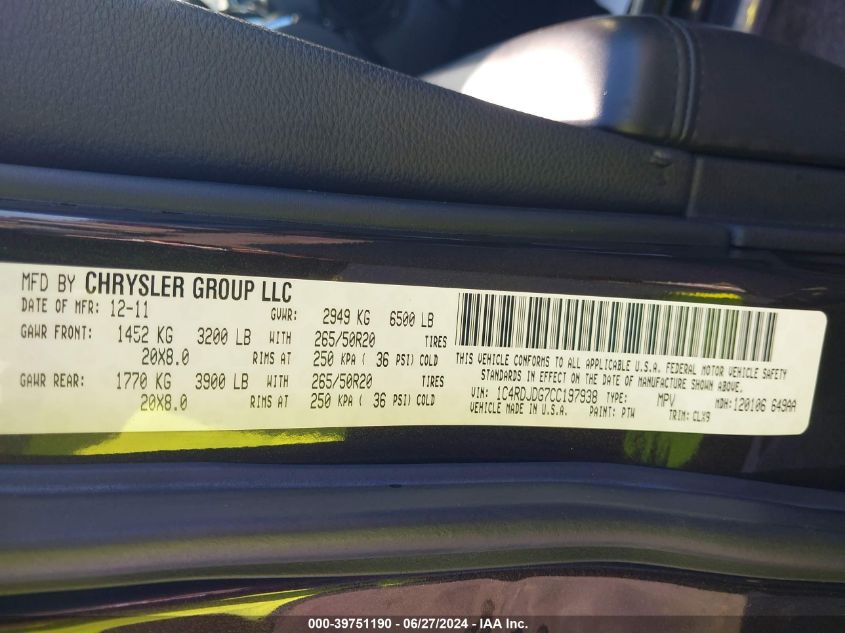 MFD BY CHRYSLER GROUP LLC
DATE OF MFR: 12-11 GVWR: 2949 KG 6500 LB
GAWR FRONT: 1452 KG 3200 LB WITH 265/50R20 TIRES
20X8.0 RIMS AT 250 KPA ( 36 PSI) COLD
GAWR REAR: 1770 KG 3900 LB WITH 265/50R20 TIRES
20X8.0 RIMS AT 250 KPA ( 36 PSI) COLD
THIS VEHICLE CONFORMS TO ALL APPLICABLE U.S.A. FEDERAL MOTOR VEHICLE SAFETY
STANDARDS IN EFFECT ON THE DATE OF MANUFACTURE SHOWN ABOVE.
VIN: 1C4RDJDG7CC197938 TYPE: MPV MDH: 120106 649AA
VEHICLE MADE IN U.S.A. PAINT: PTW TRIM: CLX9
000-39751190 - 06/27/2024 - © IAA Inc.